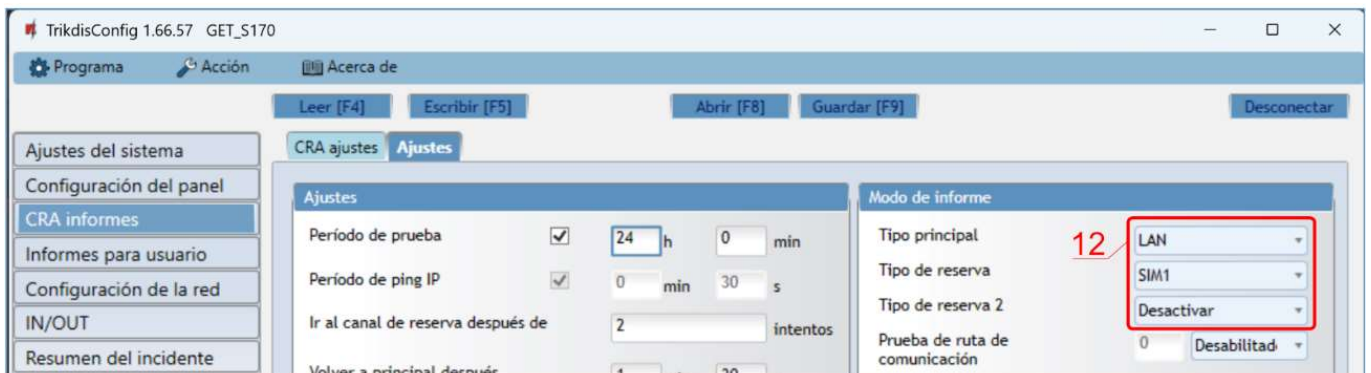 TrikdisConfig 1.66.57 GET_S170
Programa Acción Acerca de
Leer [F4] Escribir [F5] Abrir [F8] Guardar [F9] Desconectar
Ajustes del sistema
Configuración del panel
CRA informes
Informes para usuario
Configuración de la red
IN/OUT
Resumen del incidente
CRA ajustes Ajustes
Ajustes
Período de prueba 24 h 0 min
Período de ping IP 0 min 30 s
Ir al canal de reserva después de 2 intentos
Volver a principal después
Modo de informe
12
Tipo principal LAN
Tipo de reserva SIM1
Tipo de reserva 2 Desactivar
Prueba de ruta de 0 Desabilitad
comunicación